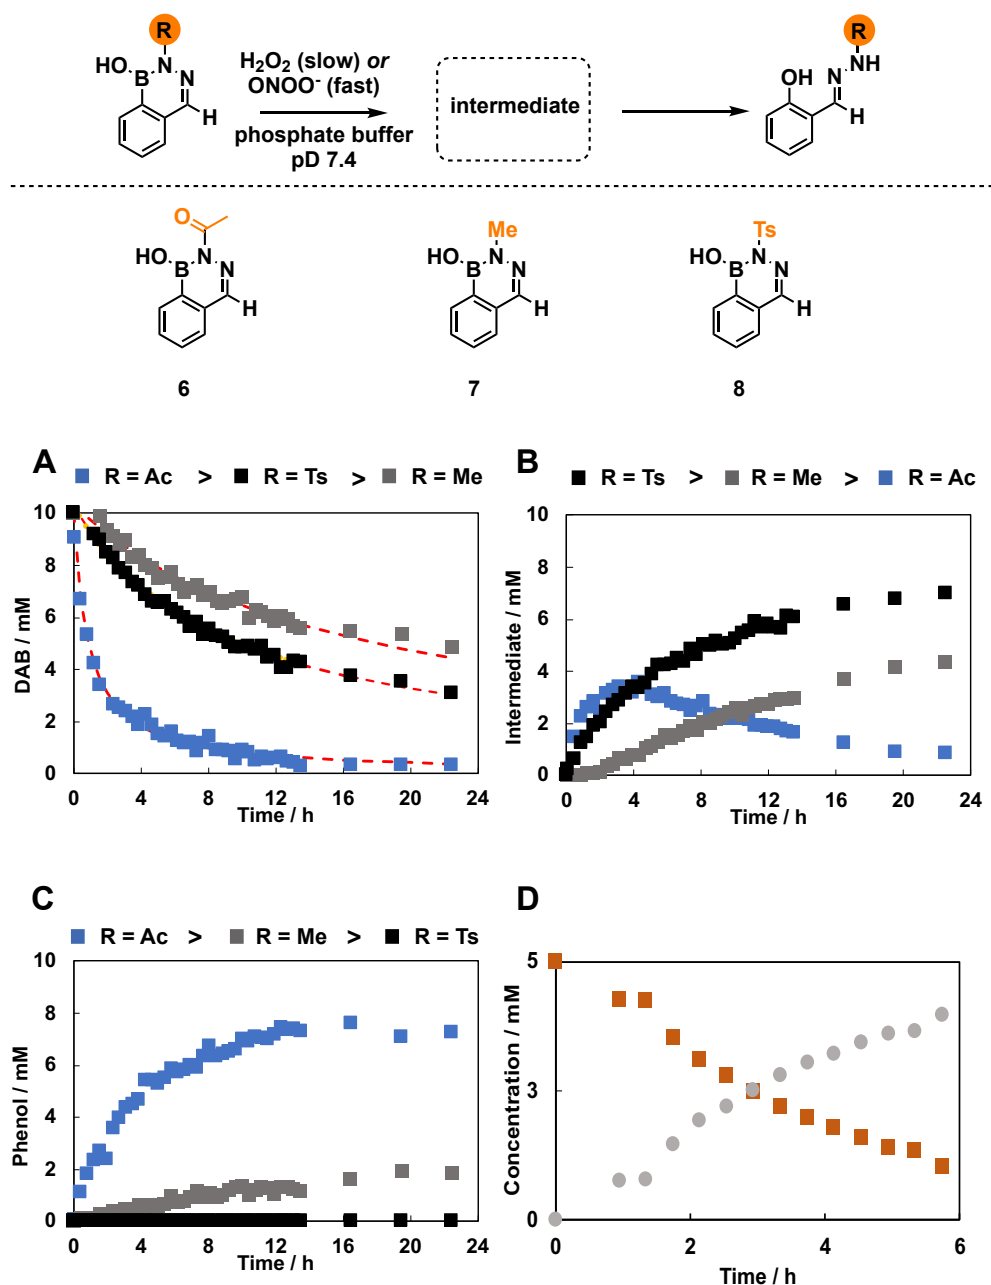 R
HO
B
N
N
H
H₂O₂ (slow) or
ONOO⁻ (fast)
phosphate buffer
pD 7.4
intermediate
R
OH
N
NH
H
O
HO
B
N
N
H
6
Me
HO
B
N
N
H
7
Ts
HO
B
N
N
H
8
A
R = Ac > R = Ts > R = Me
DAB / mM
10
8
6
4
2
0
0 4 8 12 16 20 24
Time / h
B
R = Ts > R = Me > R = Ac
Intermediate / mM
10
8
6
4
2
0
0 4 8 12 16 20 24
Time / h
C
R = Ac > R = Me > R = Ts
Phenol / mM
10
8
6
4
2
0
0 4 8 12 16 20 24
Time / h
D
Concentration / mM
5
3
0
0 2 4 6
Time / h